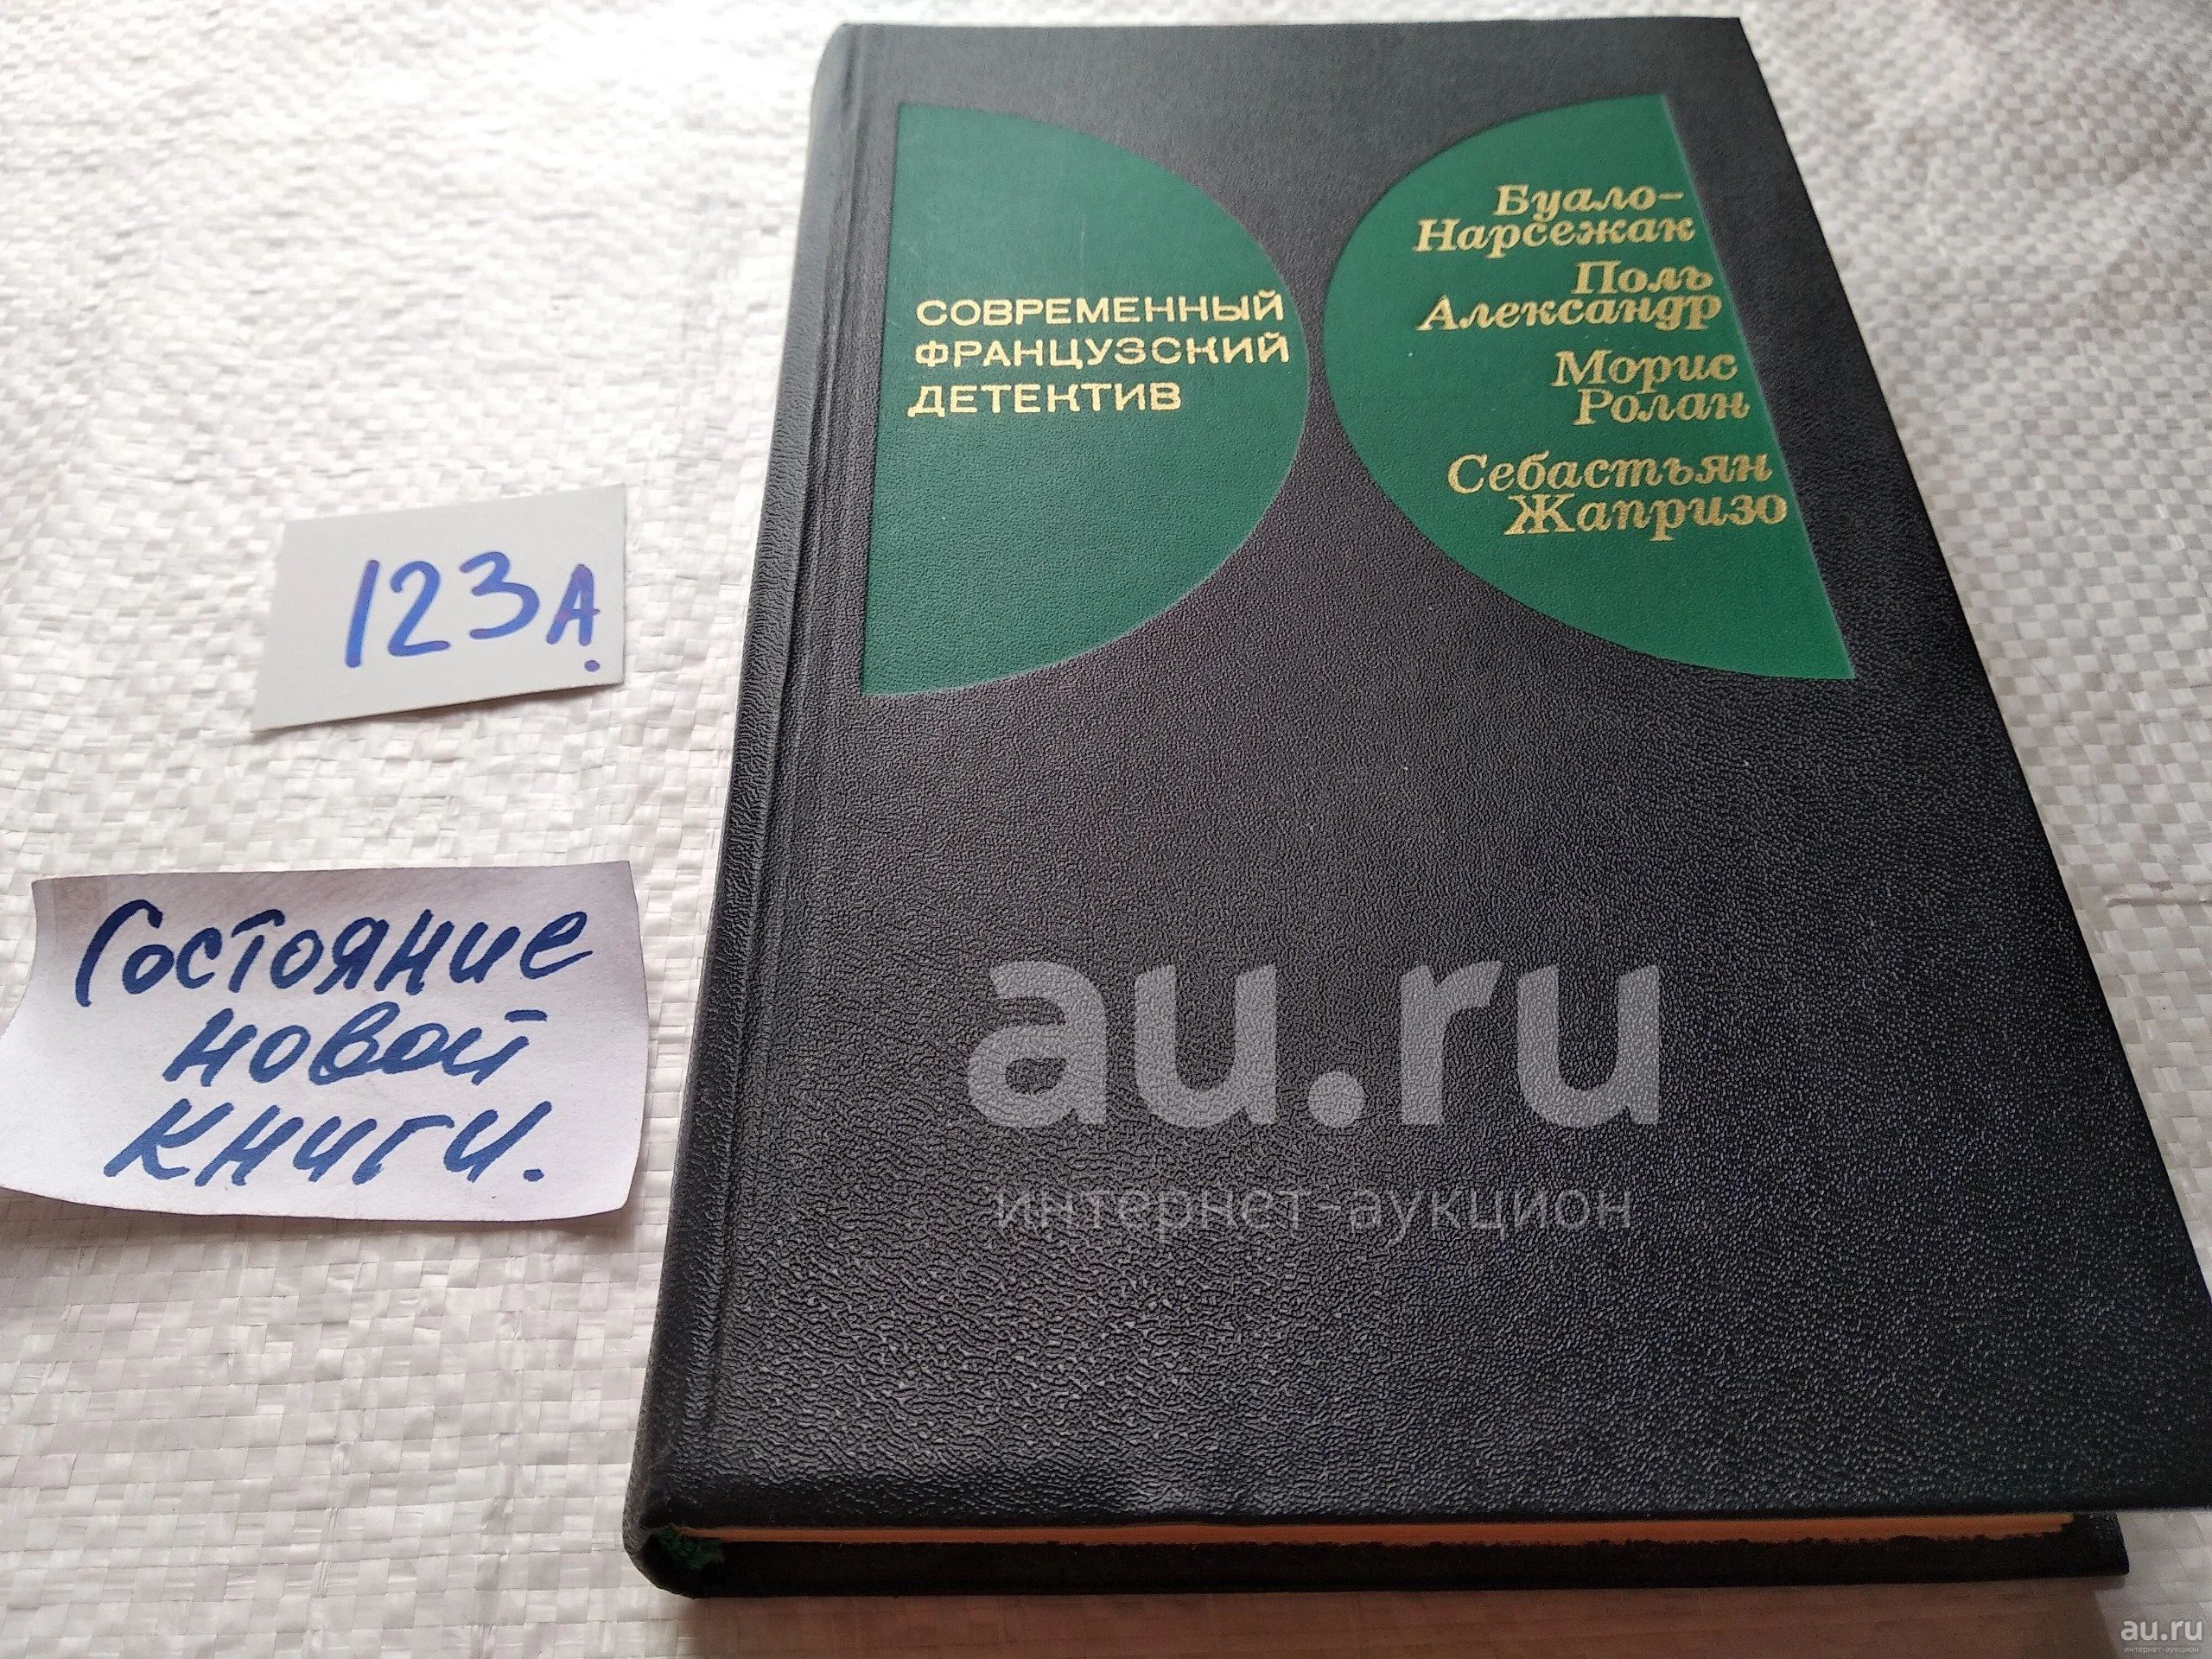 СОВРЕМЕННЫЙ
ФРАНЦУЗСКИЙ
ДЕТЕКТИВ
Буало-
Нарсежак
Поль
Александр
Морис
Ролан
Себастьян
Жапризо
123А
Состояние
новой
книги.
au.ru
интернет-аукцион
au.ru
интернет-аукцион